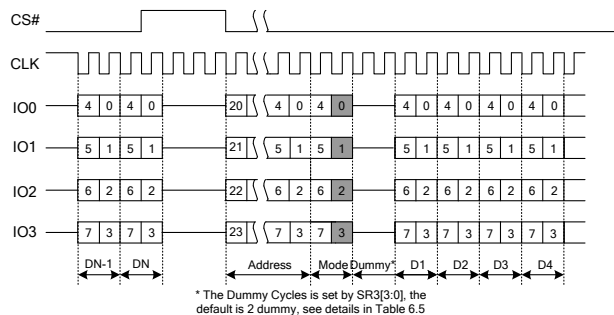 CS#
CLK
IO0 4 0 4 0 20 4 0 4 0 4 0 4 0 4 0 4 0
IO1 5 1 5 1 21 5 1 5 1 5 1 5 1 5 1 5 1
IO2 6 2 6 2 22 6 2 6 2 6 2 6 2 6 2 6 2
IO3 7 3 7 3 23 7 3 7 3 7 3 7 3 7 3 7 3
DN-1 DN Address Mode Dummy* D1 D2 D3 D4
* The Dummy Cycles is set by SR3[3:0], the
default is 2 dummy, see details in Table 6.5